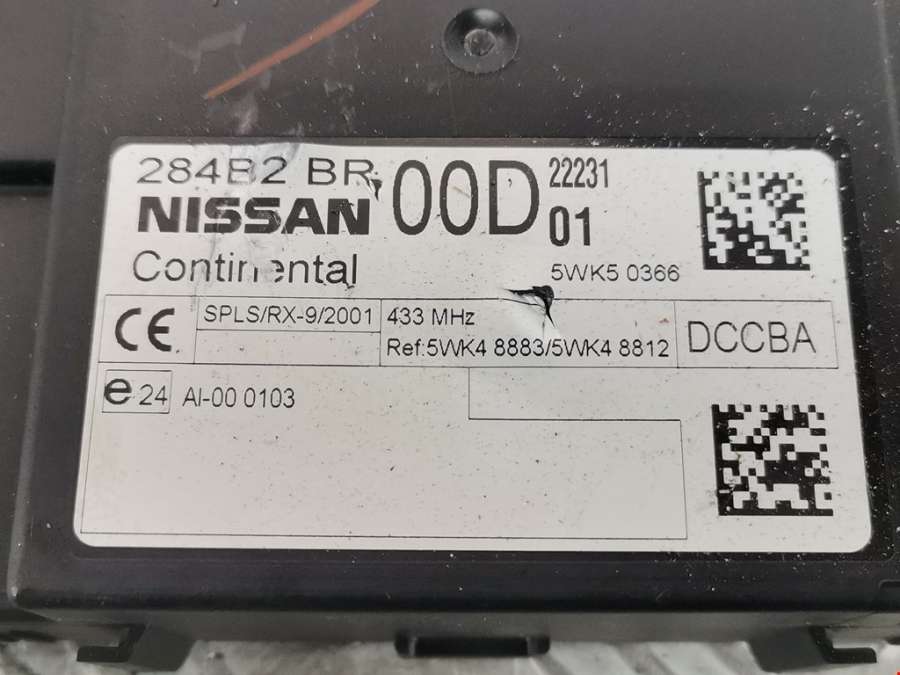 284B2 BR 00D 22231
NISSAN 01
Continental 5WK5 0366
CE SPLS/RX-9/2001 433 MHz
Ref:5WK4 8883/5WK4 8812 DCCBA
e 24 AI-00 0103